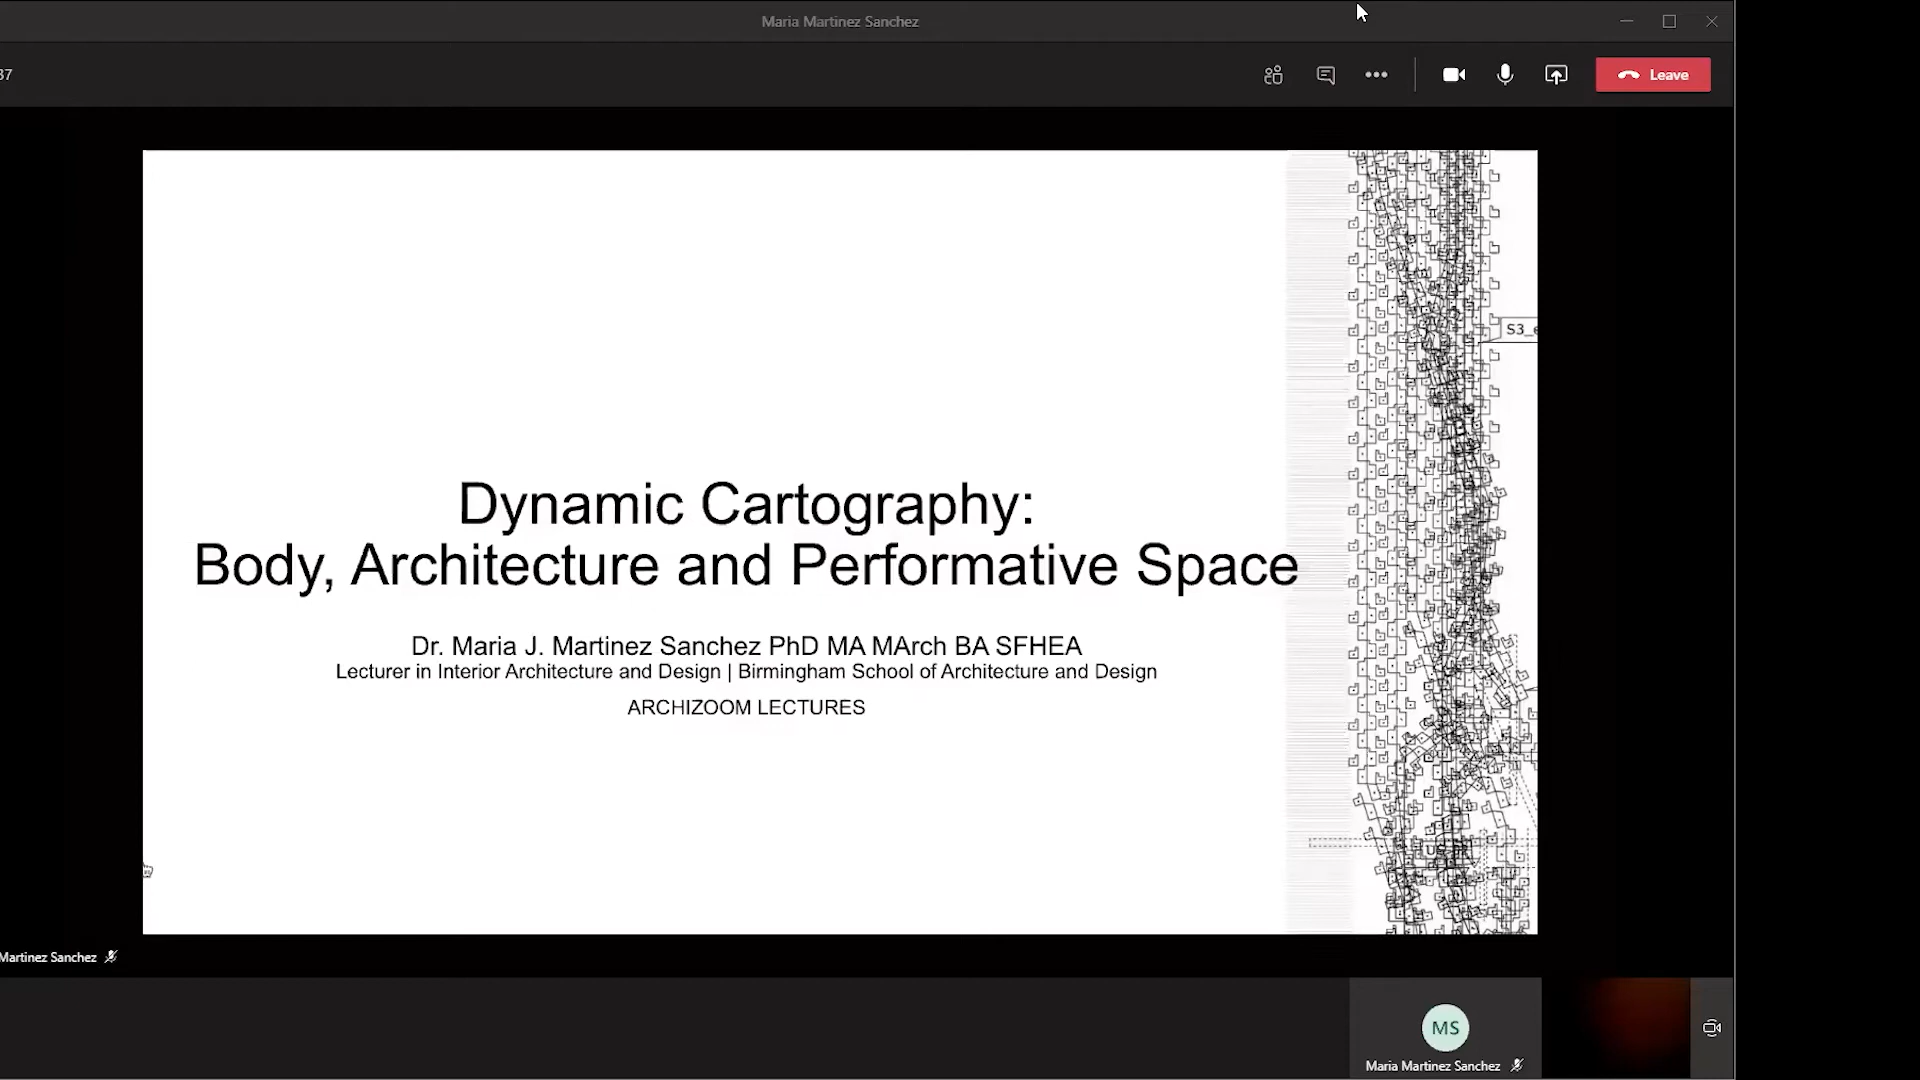 Maria Martinez Sanchez
37
Leave
S3_e
Dynamic Cartography:
Body, Architecture and Performative Space
Dr. Maria J. Martinez Sanchez PhD MA MArch BA SFHEA
Lecturer in Interior Architecture and Design | Birmingham School of Architecture and Design
ARCHIZOOM LECTURES
Martinez Sanchez
MS
Maria Martinez Sanchez